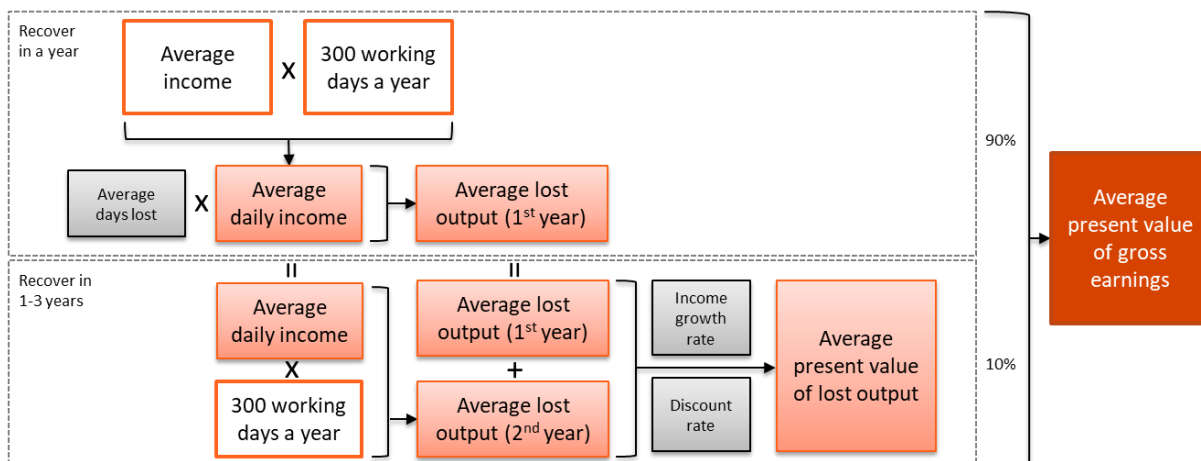 Recover
in a year
Average
income
X
300 working
days a year
90%
Average
days lost
X
Average
daily income
Average lost
output (1st year)
Average
present value
of gross
earnings
Recover in
1-3 years
=
=
Average
daily income
X
300 working
days a year
Average lost
output (1st year)
+
Average lost
output (2nd year)
Income
growth
rate
Discount
rate
Average
present value
of lost output
10%